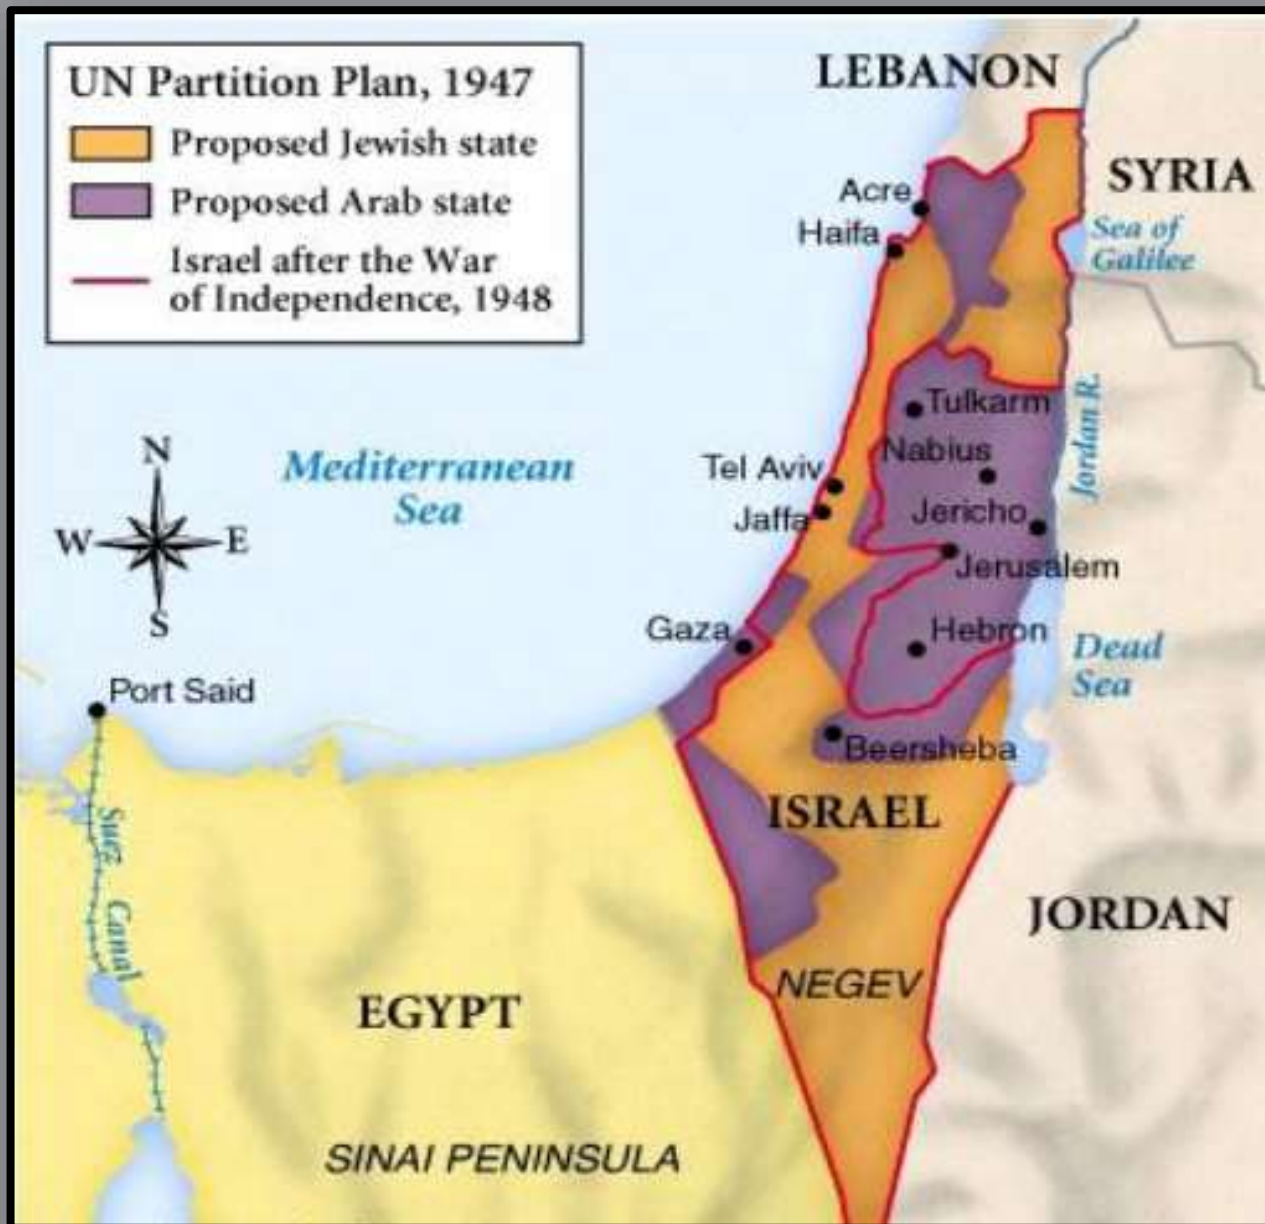 UN Partition Plan, 1947
Proposed Jewish state
Proposed Arab state
Israel after the War
of Independence, 1948
LEBANON
SYRIA
Acre
Haifa
Sea of
Galilee
Tulkarm
Jordan R.
Nabius
Tel Aviv
Jaffa
Jericho
Jerusalem
Mediterranean
Sea
N
W
E
S
Gaza
Hebron
Dead
Sea
Port Said
Beersheba
ISRAEL
Suez Canal
JORDAN
NEGEV
EGYPT
SINAI PENINSULA